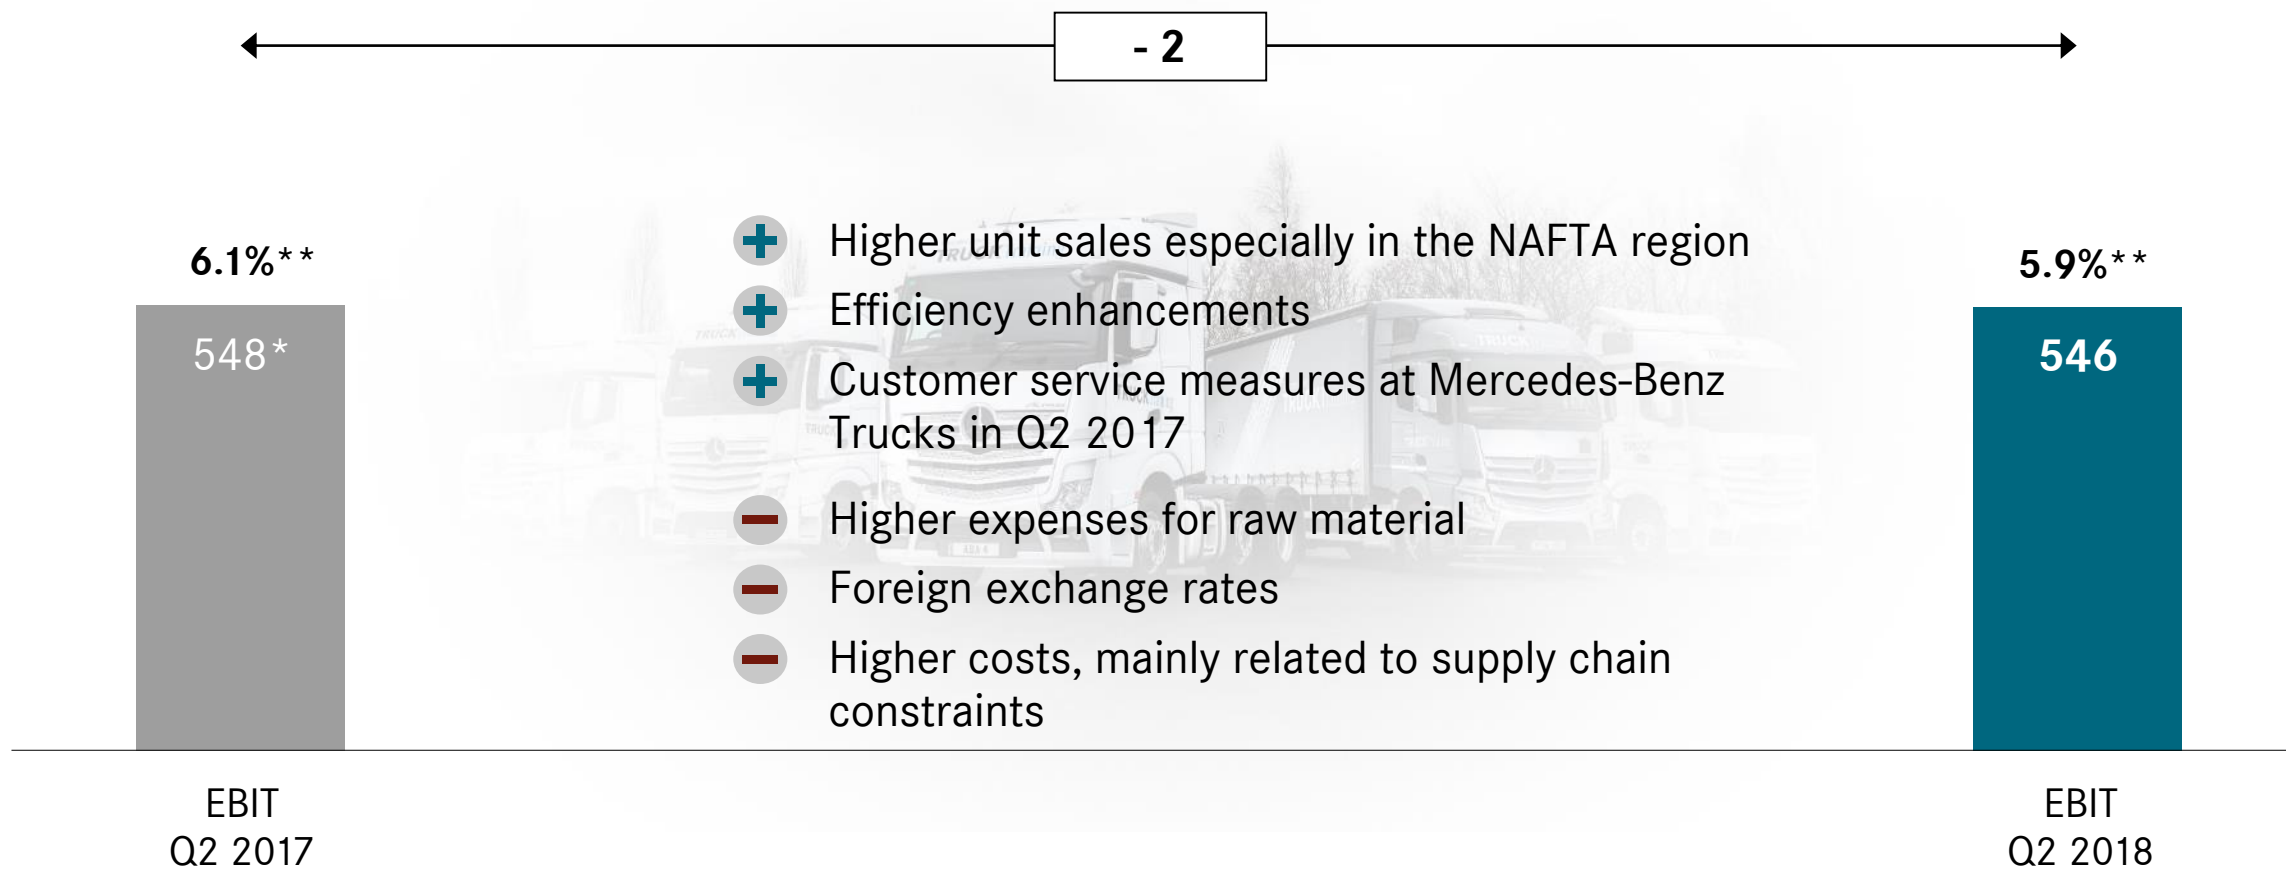 - 2
6.1%**
548*
Higher unit sales especially in the NAFTA region
Efficiency enhancements
Customer service measures at Mercedes-Benz
Trucks in Q2 2017
Higher expenses for raw material
Foreign exchange rates
Higher costs, mainly related to supply chain
constraints
5.9%**
546
EBIT
Q2 2017
EBIT
Q2 2018